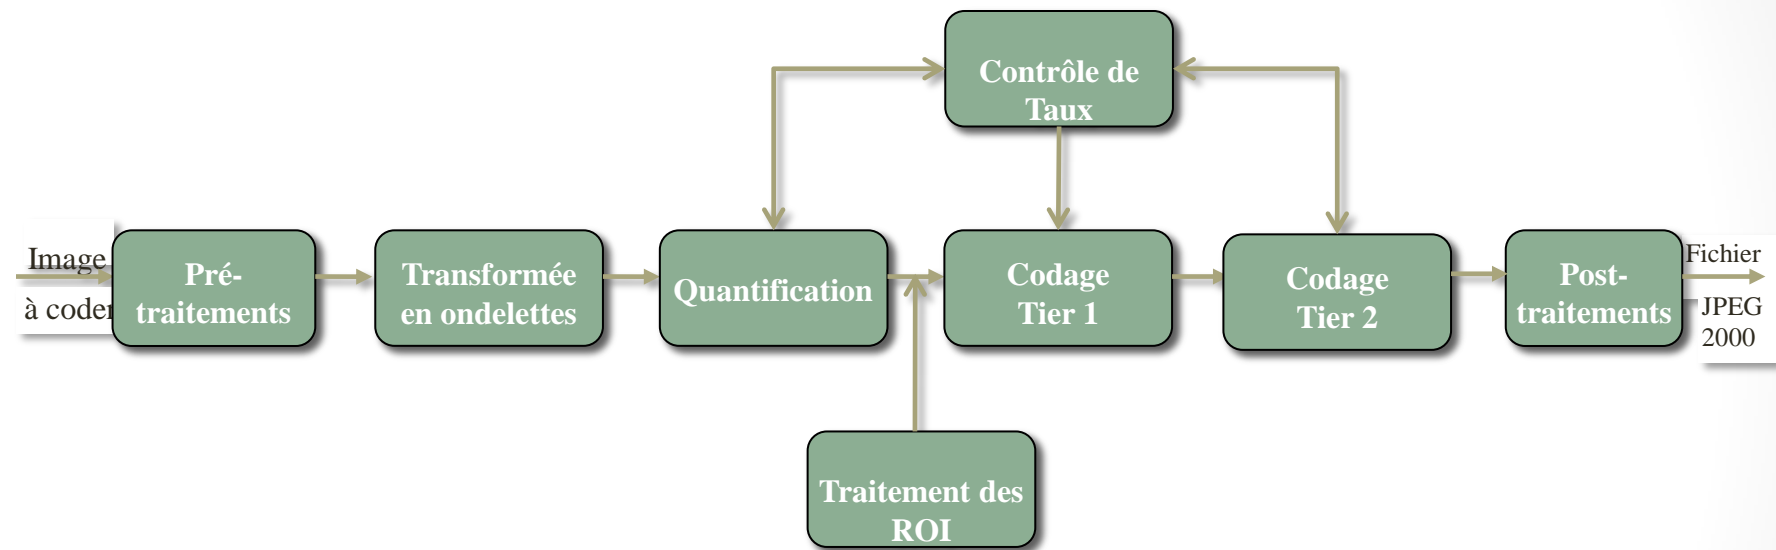 Contrôle de
Taux
Image
à coder
Pré-
traitements
Transformée
en ondelettes
Quantification
Codage
Tier 1
Codage
Tier 2
Post-
traitements
Fichier
JPEG
2000
Traitement des
ROI